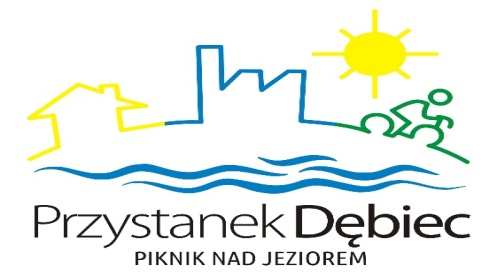 Przystanek Dębiec
PIKNIK NAD JEZIOREM